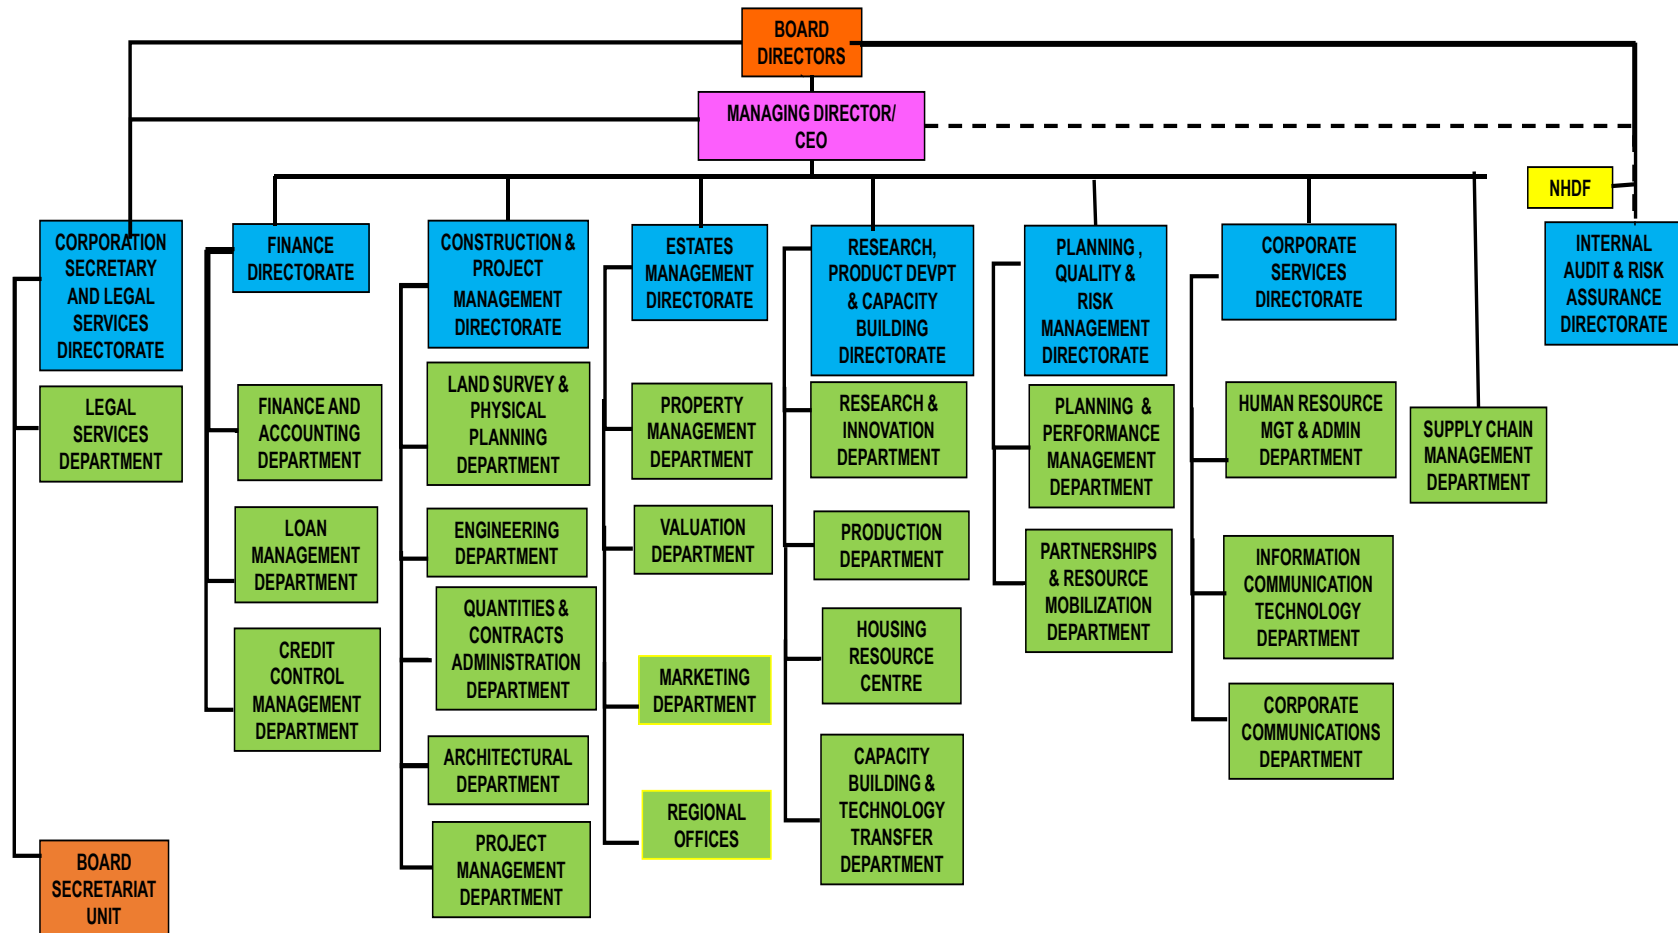 BOARD
DIRECTORS
MANAGING DIRECTOR/
CEO
NHDF
CORPORATION
SECRETARY
AND LEGAL
SERVICES
DIRECTORATE
FINANCE
DIRECTORATE
CONSTRUCTION &
PROJECT
MANAGEMENT
DIRECTORATE
ESTATES
MANAGEMENT
DIRECTORATE
RESEARCH,
PRODUCT DEVPT
& CAPACITY
BUILDING
DIRECTORATE
PLANNING ,
QUALITY &
RISK
MANAGEMENT
DIRECTORATE
CORPORATE
SERVICES
DIRECTORATE
INTERNAL
AUDIT & RISK
ASSURANCE
DIRECTORATE
LEGAL
SERVICES
DEPARTMENT
BOARD
SECRETARIAT
UNIT
FINANCE AND
ACCOUNTING
DEPARTMENT
LOAN
MANAGEMENT
DEPARTMENT
CREDIT
CONTROL
MANAGEMENT
DEPARTMENT
LAND SURVEY &
PHYSICAL
PLANNING
DEPARTMENT
ENGINEERING
DEPARTMENT
QUANTITIES &
CONTRACTS
ADMINISTRATION
DEPARTMENT
ARCHITECTURAL
DEPARTMENT
PROJECT
MANAGEMENT
DEPARTMENT
PROPERTY
MANAGEMENT
DEPARTMENT
VALUATION
DEPARTMENT
MARKETING
DEPARTMENT
REGIONAL
OFFICES
RESEARCH &
INNOVATION
DEPARTMENT
PRODUCTION
DEPARTMENT
HOUSING
RESOURCE
CENTRE
CAPACITY
BUILDING &
TECHNOLOGY
TRANSFER
DEPARTMENT
PLANNING &
PERFORMANCE
MANAGEMENT
DEPARTMENT
PARTNERSHIPS
& RESOURCE
MOBILIZATION
DEPARTMENT
HUMAN RESOURCE
MGT & ADMIN
DEPARTMENT
INFORMATION
COMMUNICATION
TECHNOLOGY
DEPARTMENT
CORPORATE
COMMUNICATIONS
DEPARTMENT
SUPPLY CHAIN
MANAGEMENT
DEPARTMENT